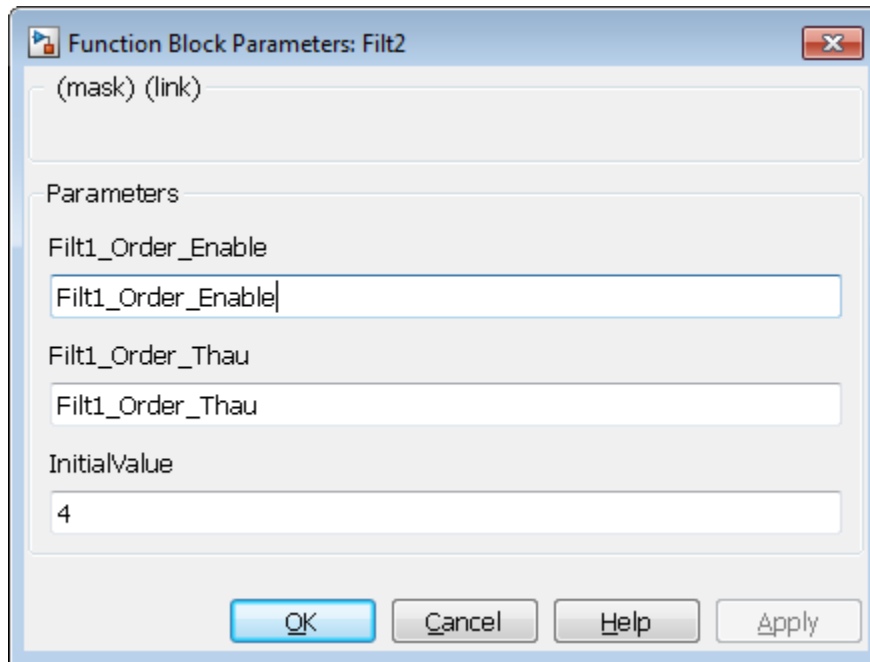 Function Block Parameters: Filt2
(mask) (link)
Parameters
Filt1_Order_Enable
Filt1_Order_Enable
Filt1_Order_Thau
Filt1_Order_Thau
InitialValue
4
OK Cancel Help Apply